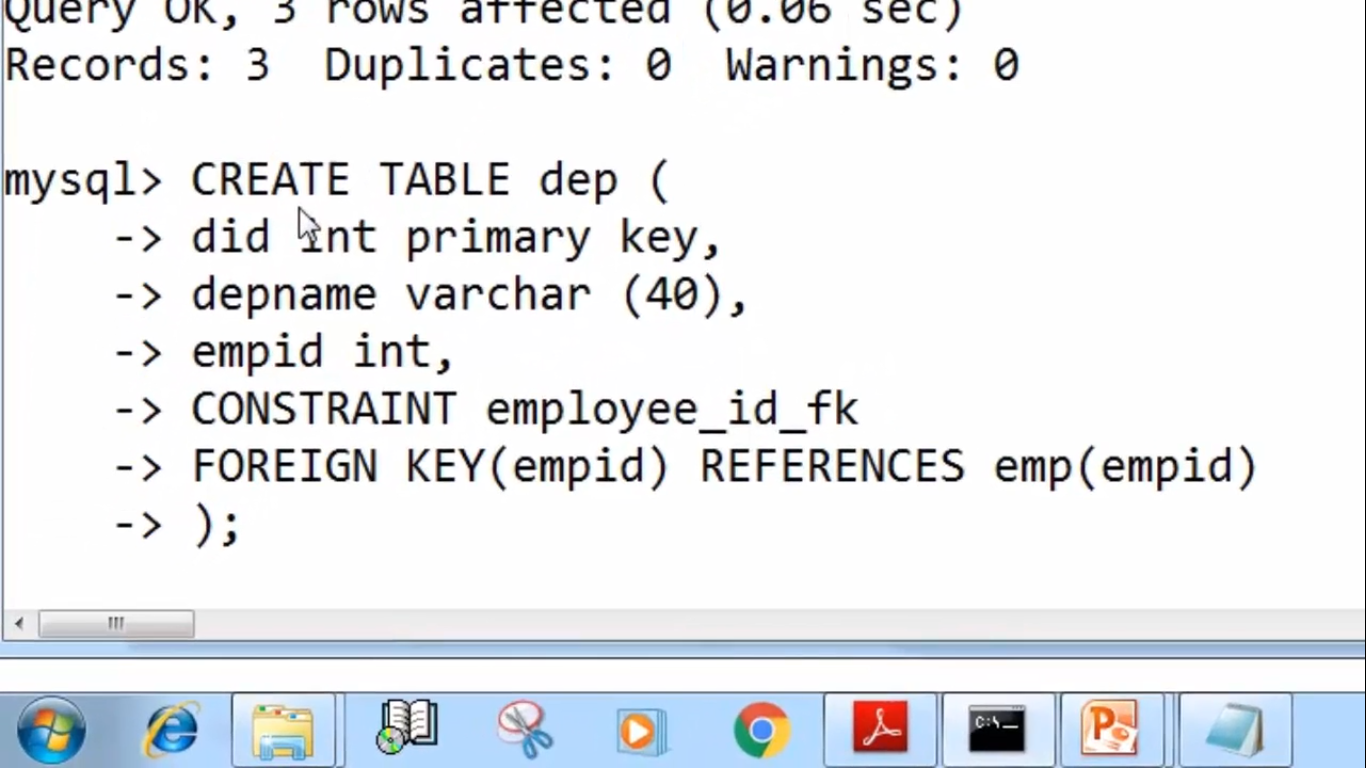 Query OK, 3 rows affected (0.06 sec)
Records: 3  Duplicates: 0  Warnings: 0
mysql> CREATE TABLE dep (
    -> did int primary key,
    -> depname varchar (40),
    -> empid int,
    -> CONSTRAINT employee_id_fk
    -> FOREIGN KEY(empid) REFERENCES emp(empid)
    -> );
C:\
P